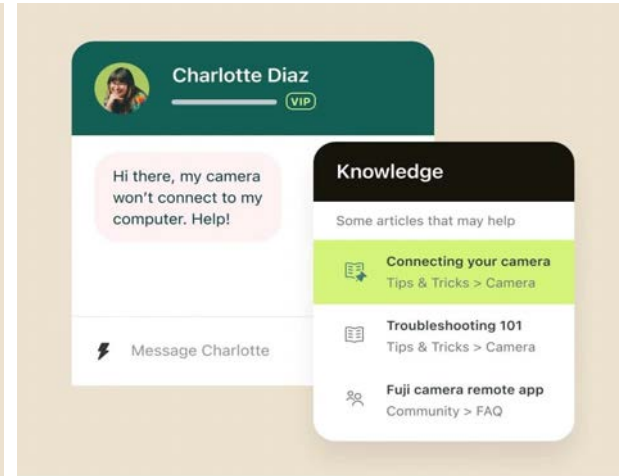 Charlotte Diaz
VIP
Hi there, my camera
won't connect to my
computer. Help!
Message Charlotte
Knowledge
Some articles that may help
Connecting your camera
Tips & Tricks > Camera
Troubleshooting 101
Tips & Tricks > Camera
Fuji camera remote app
Community > FAQ